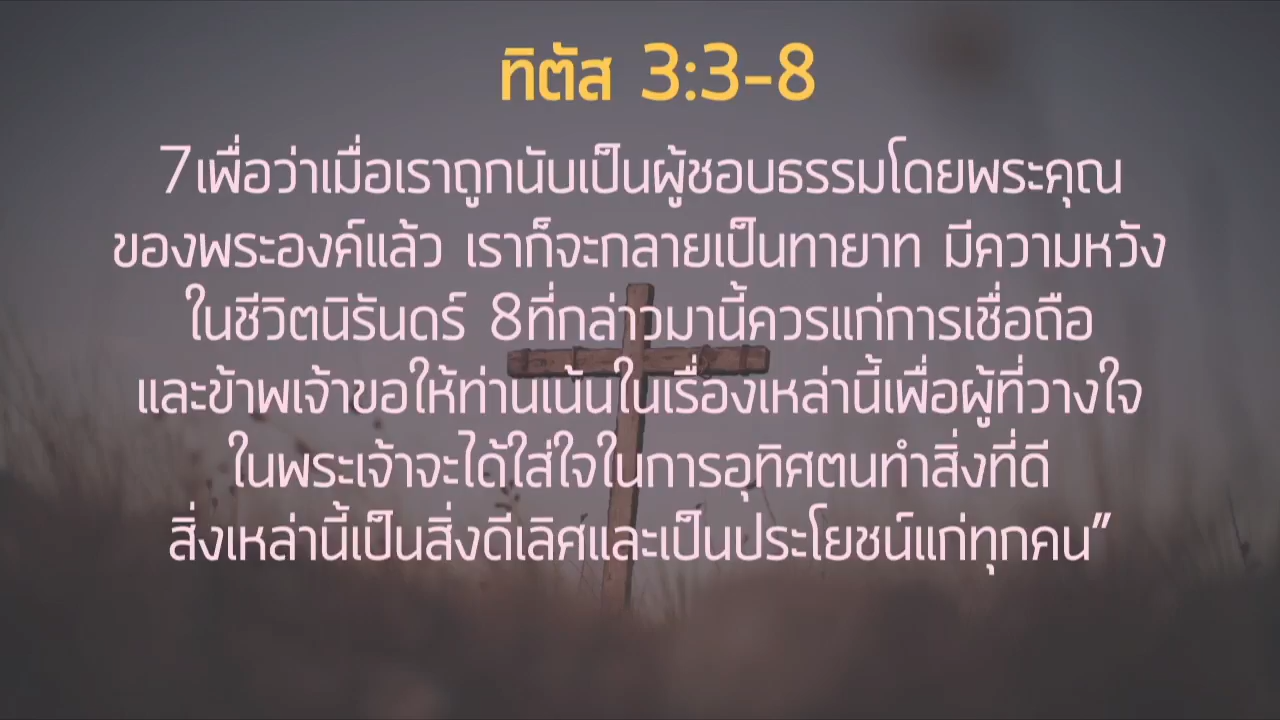 ทิตัส 3:3-8
7เพื่อว่าเมื่อเราถูกนับเป็นผู้ชอบธรรมโดยพระคุณ
ของพระองค์แล้ว เราก็จะกลายเป็นทายาท มีความหวัง
ในชีวิตนิรันดร์ 8ที่กล่าวมานี้ควรแก่การเชื่อถือ
และข้าพเจ้าขอให้ท่านเน้นในเรื่องเหล่านี้เพื่อผู้ที่วางใจ
ในพระเจ้าจะได้ใส่ใจในการอุทิศตนทำสิ่งที่ดี
สิ่งเหล่านี้เป็นสิ่งดีเลิศและเป็นประโยชน์แก่ทุกคน”